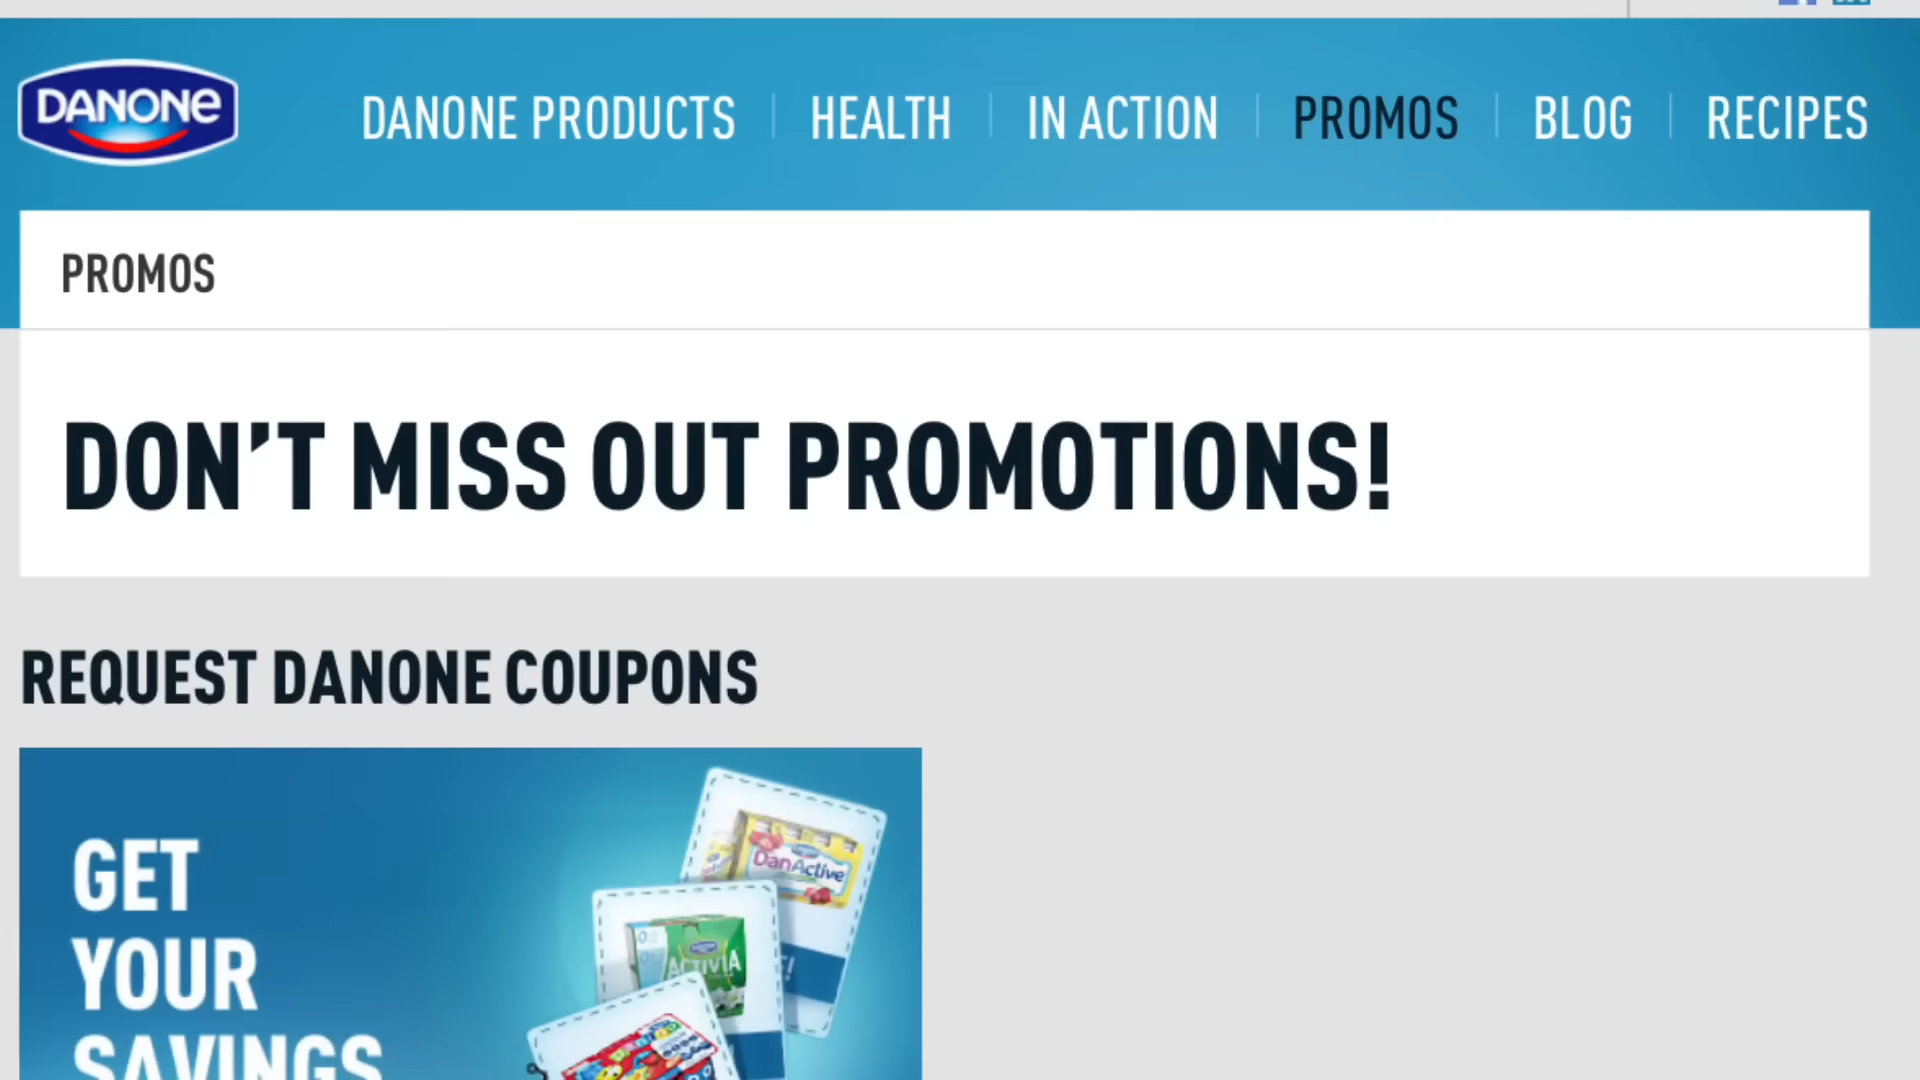 DANONE
DANONE PRODUCTS
HEALTH
IN ACTION
PROMOS
BLOG
RECIPES
PROMOS
DON'T MISS OUT PROMOTIONS!
REQUEST DANONE COUPONS
GET
YOUR
SAVINGS
DanActive
ACTIVIA